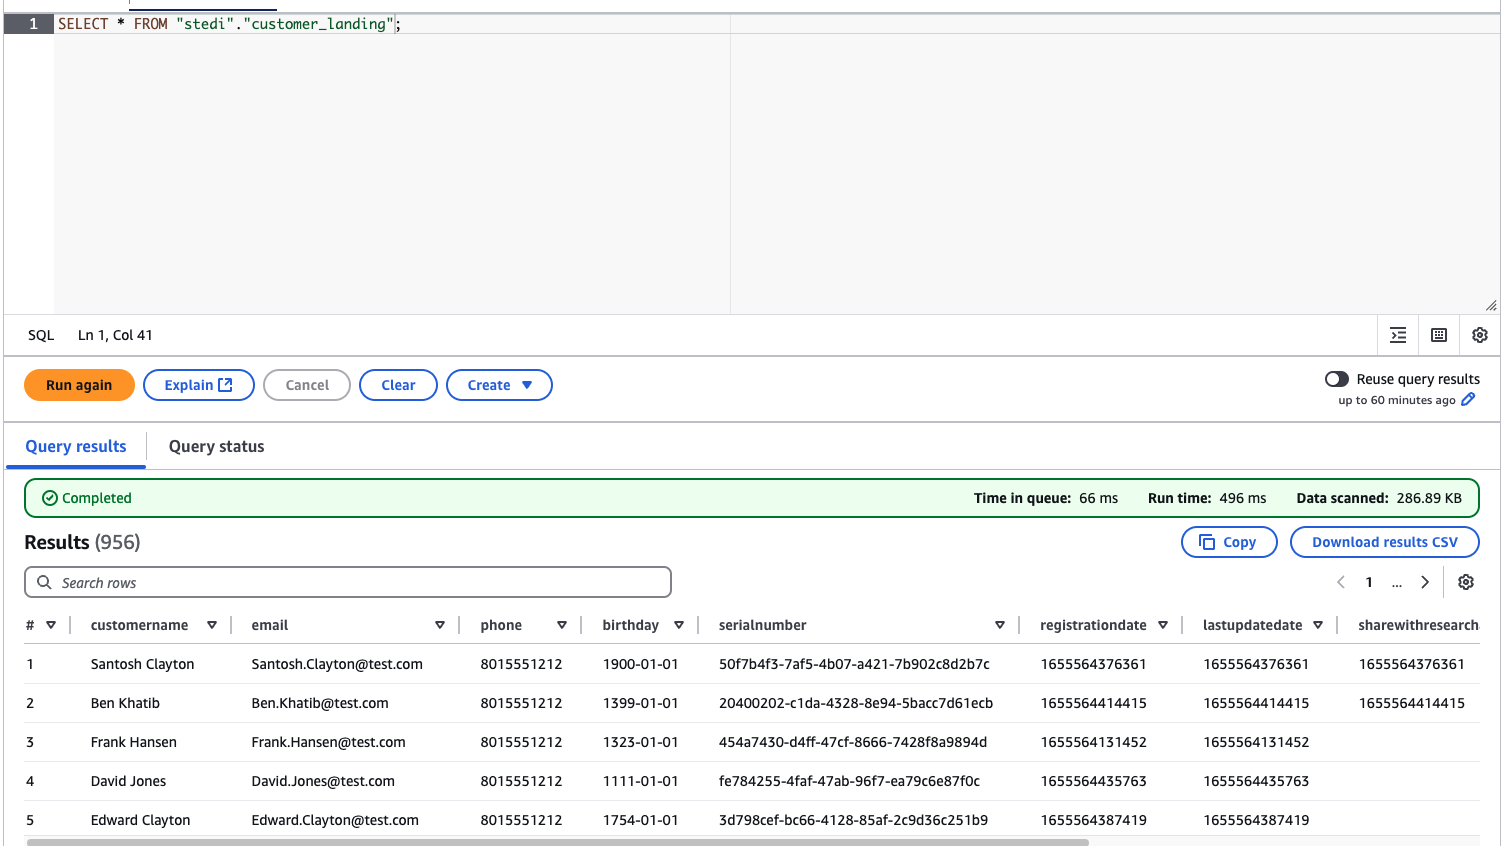 1 SELECT * FROM "stedi"."customer_landing";
SQL Ln 1, Col 41
Run again Explain Cancel Clear Create Reuse query results
up to 60 minutes ago
Query results Query status
Completed Time in queue: 66 ms Run time: 496 ms Data scanned: 286.89 KB
Results (956) Copy Download results CSV
Search rows 1 ...
# customername email phone birthday serialnumber registrationdate lastupdatedate sharewithresearch
1 Santosh Clayton Santosh.Clayton@test.com 8015551212 1900-01-01 50f7b4f3-7af5-4b07-a421-7b902c8d2b7c 1655564376361 1655564376361 1655564376361
2 Ben Khatib Ben.Khatib@test.com 8015551212 1399-01-01 20400202-c1da-4328-8e94-5bacc7d61ecb 1655564414415 1655564414415 1655564414415
3 Frank Hansen Frank.Hansen@test.com 8015551212 1323-01-01 454a7430-d4ff-47cf-8666-7428f8a9894d 1655564131452 1655564131452
4 David Jones David.Jones@test.com 8015551212 1111-01-01 fe784255-4faf-47ab-96f7-ea79c6e87f0c 1655564435763 1655564435763
5 Edward Clayton Edward.Clayton@test.com 8015551212 1754-01-01 3d798cef-bc66-4128-85af-2c9d36c251b9 1655564387419 1655564387419